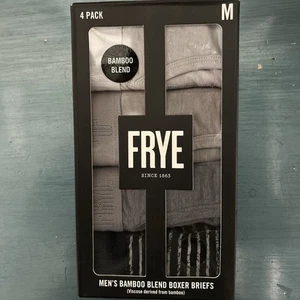 4 PACK
M
BAMBOO
BLEND
FRYE
SINCE 1863
MEN'S BAMBOO BLEND BOXER BRIEFS
(Viscose derived from bamboo)